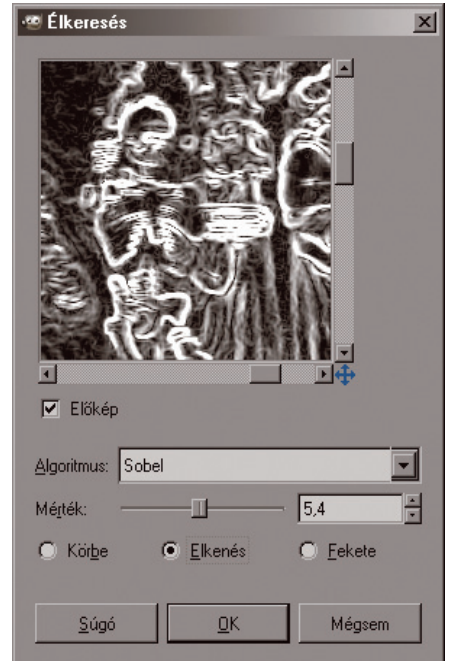 Élkeresés
Előkép
Algoritmus: Sobel
Mérték: 5,4
Körbe Elkenés Fekete
Súgó OK Mégsem